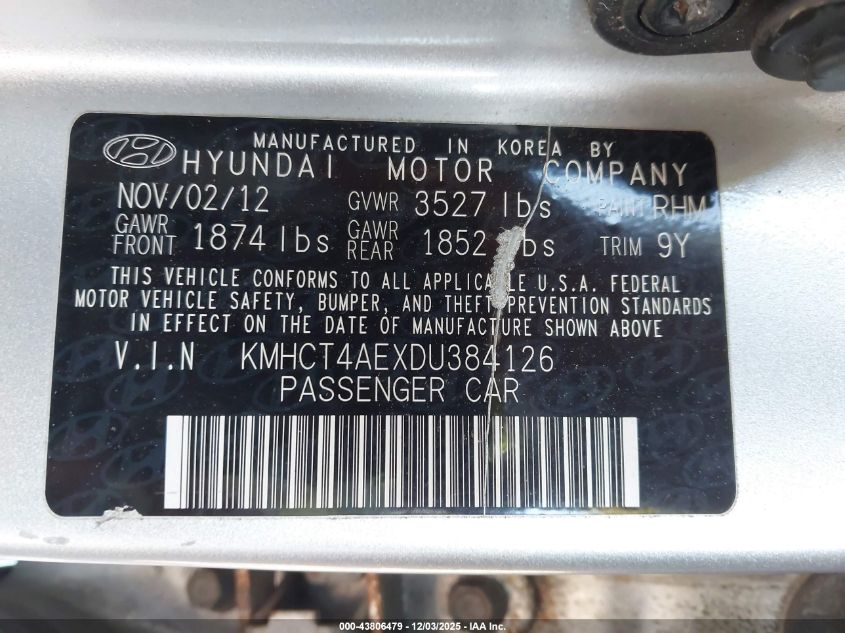 MANUFACTURED IN KOREA BY
HYUNDAI MOTOR COMPANY
NOV/02/12 GVWR 3527 lbs PAINT RHM
GAWR FRONT 1874 lbs GAWR REAR 1852 lbs TRIM 9Y
THIS VEHICLE CONFORMS TO ALL APPLICABLE U.S.A. FEDERAL
MOTOR VEHICLE SAFETY, BUMPER, AND THEFT PREVENTION STANDARDS
IN EFFECT ON THE DATE OF MANUFACTURE SHOWN ABOVE
V.I.N KMHCT4AEXDU384126
PASSENGER CAR
000-43806479 - 12/03/2025 - IAA Inc.